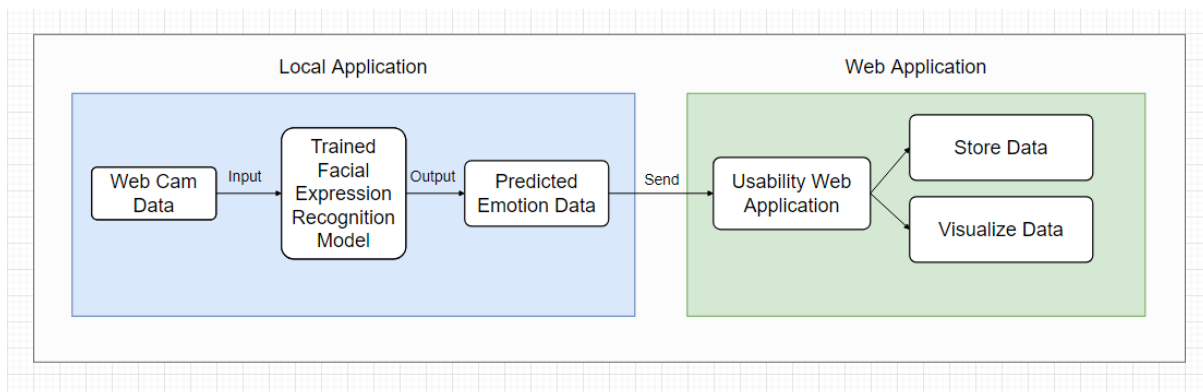 Local Application
Web Application
Web Cam
Data
Input
Trained
Facial
Expression
Recognition
Model
Output
Predicted
Emotion Data
Send
Usability Web
Application
Store Data
Visualize Data